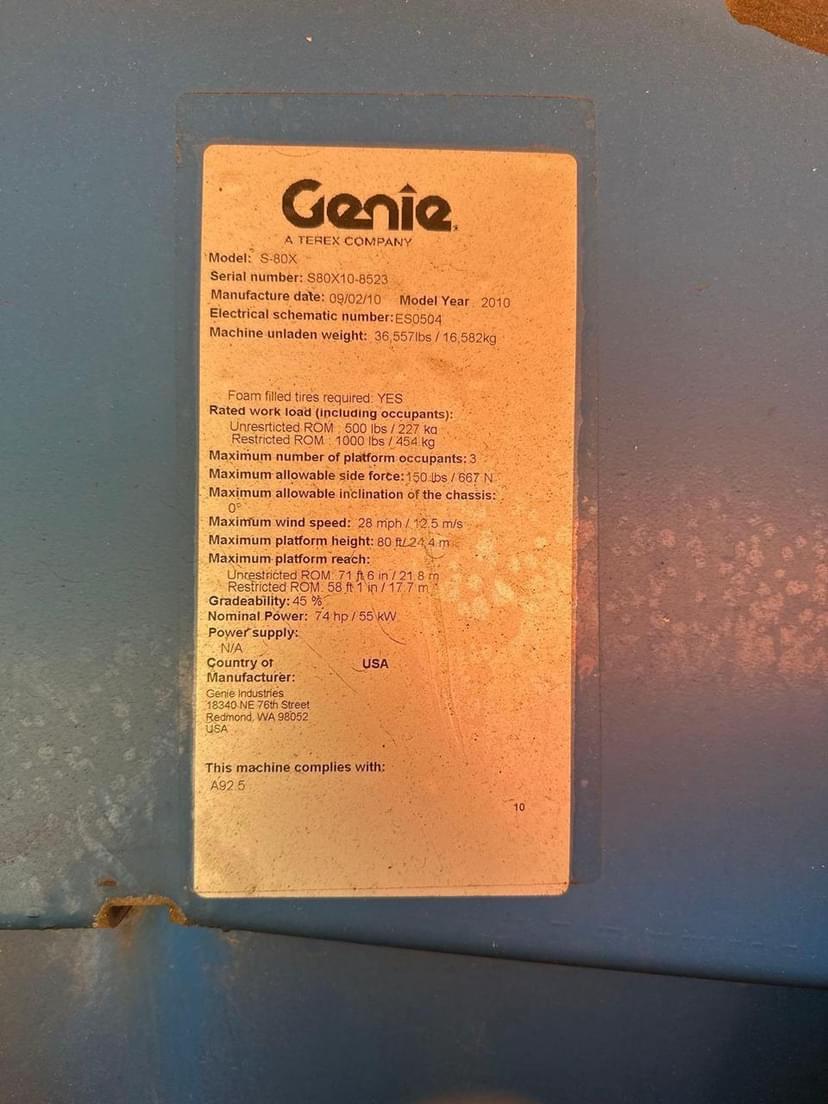 Genie
A TEREX COMPANY
Model: S-80X
Serial number: S80X10-8523
Manufacture date: 09/02/10 Model Year 2010
Electrical schematic number: ES0504
Machine unladen weight: 36,557lbs / 16,582kg
Foam filled tires required: YES
Rated work load (including occupants):
Unresrticted ROM : 500 lbs / 227 kg
Restricted ROM : 1000 lbs / 454 kg
Maximum number of platform occupants: 3
Maximum allowable side force: 150 lbs / 667 N
Maximum allowable inclination of the chassis:
0°
Maximum wind speed: 28 mph / 12.5 m/s
Maximum platform height: 80 ft/ 24.4 m
Maximum platform reach:
Unrestricted ROM: 71 ft 6 in / 21.8 m
Restricted ROM: 58 ft 1 in / 17.7 m
Gradeability: 45 %
Nominal Power: 74 hp / 55 kW
Power supply:
N/A
Country of USA
Manufacturer:
Genie Industries
18340 NE 76th Street
Redmond, WA 98052
USA
This machine complies with:
A92.5
10